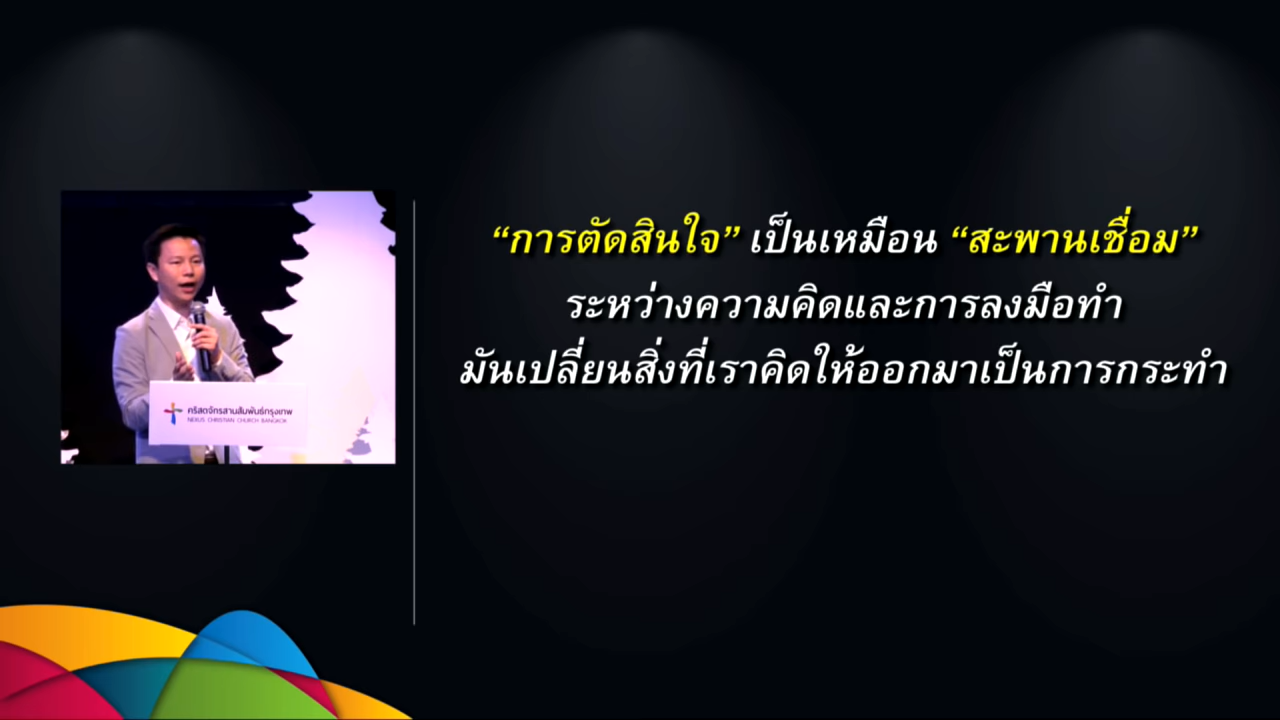 คริสตจักรสานสัมพันธ์กรุงเทพ
NEXUS CHRISTIAN CHURCH BANGKOK
“การตัดสินใจ” เป็นเหมือน “สะพานเชื่อม”
ระหว่างความคิดและการลงมือทำ
มันเปลี่ยนสิ่งที่เราคิดให้ออกมาเป็นการกระทำ